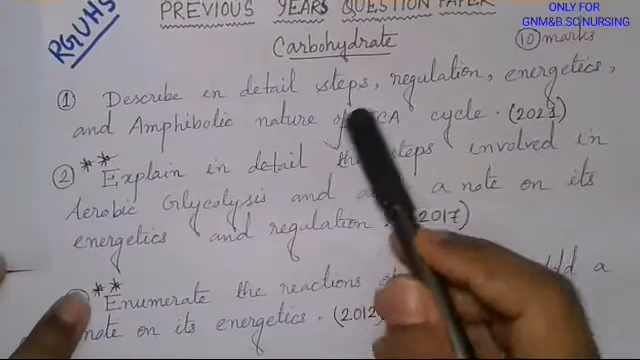 PREVIOUS YEARS QUESTION PAPER
ONLY FOR
GNM&B.SC NURSING
RGUHS
Carbohydrate
10 marks
① Describe in detail steps, regulation, energetics,
and Amphibolic nature of TCA cycle. (2021)
② ** Explain in detail the steps involved in
Aerobic Glycolysis and a note on its
energetics and regulation. (2017)
** Enumerate the reactions Add a
note on its energetics. (2012)